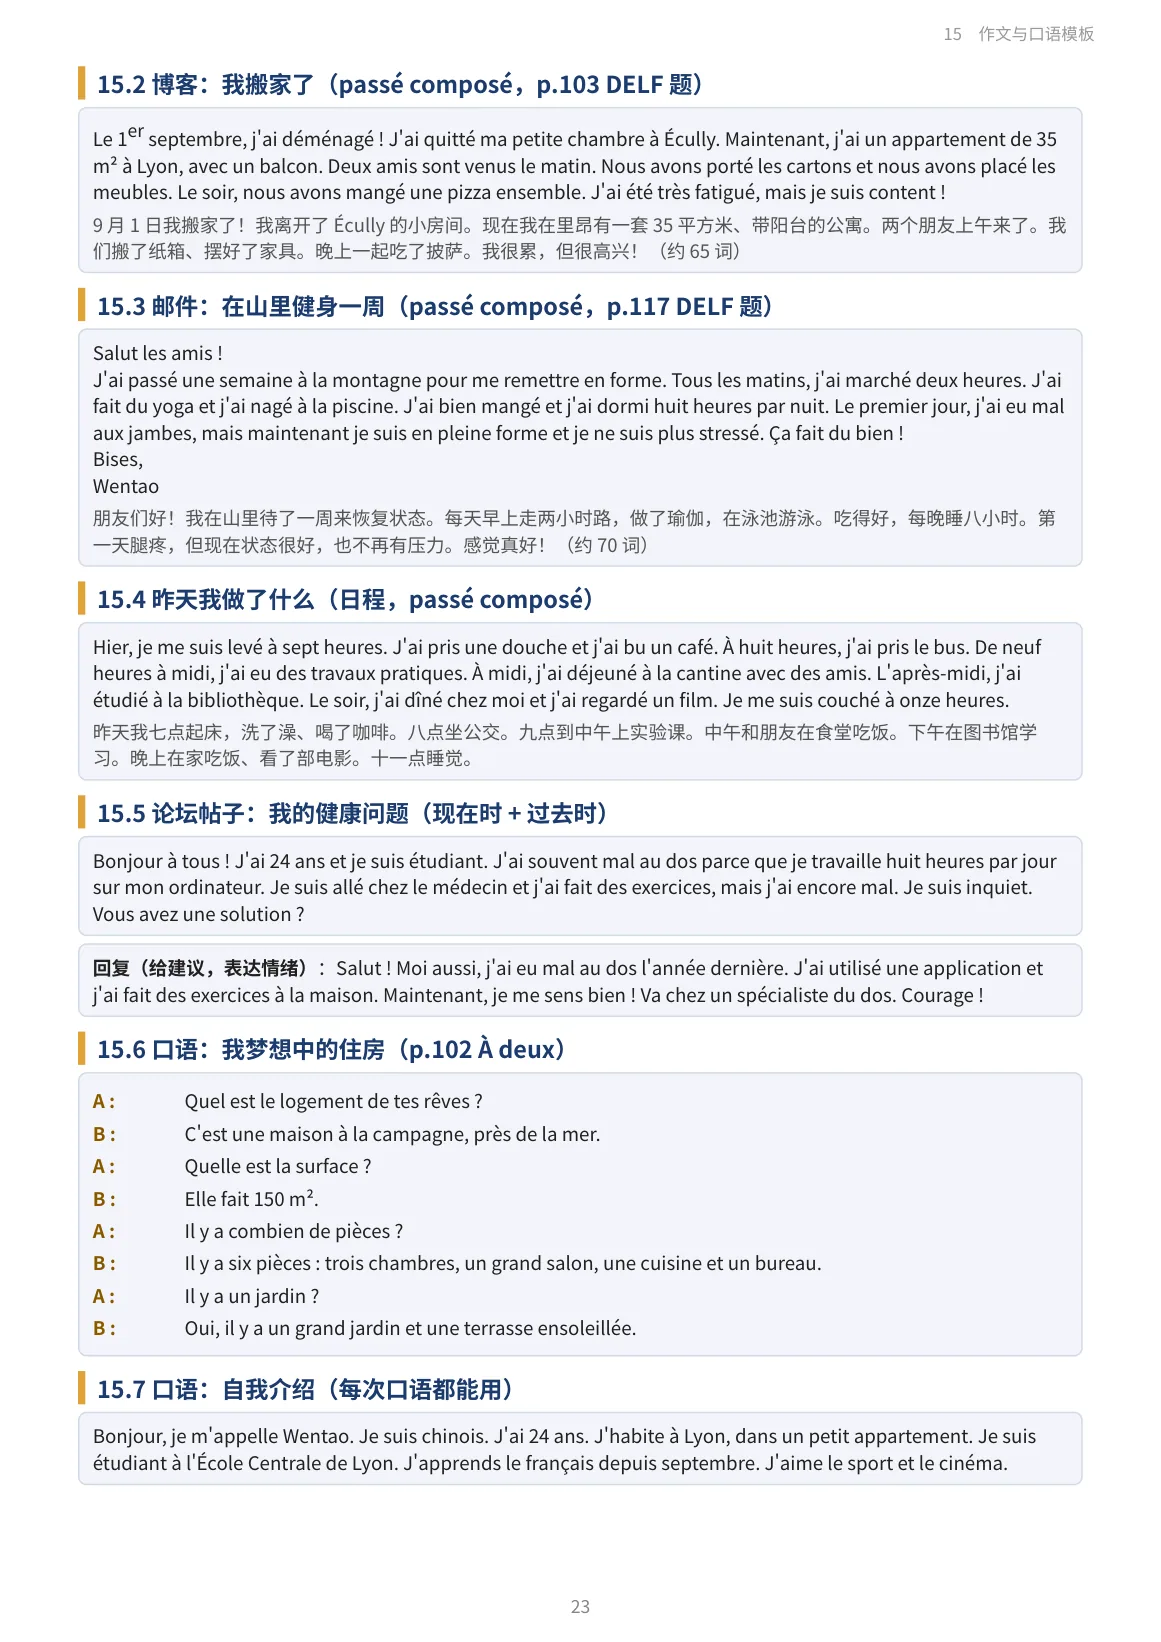 15 作文与口语模板
15.2 博客：我搬家了（passé composé，p.103 DELF 题）
Le 1er septembre, j'ai déménagé ! J'ai quitté ma petite chambre à Écully. Maintenant, j'ai un appartement de 35
m² à Lyon, avec un balcon. Deux amis sont venus le matin. Nous avons porté les cartons et nous avons placé les
meubles. Le soir, nous avons mangé une pizza ensemble. J'ai été très fatigué, mais je suis content !
9 月 1 日我搬家了！我离开了 Écully 的小房间。现在我在里昂有一套 35 平方米、带阳台的公寓。两个朋友上午来了。我
们搬了纸箱、摆好了家具。晚上一起吃了披萨。我很累，但很高兴！（约 65 词）
15.3 邮件：在山里健身一周（passé composé，p.117 DELF 题）
Salut les amis !
J'ai passé une semaine à la montagne pour me remettre en forme. Tous les matins, j'ai marché deux heures. J'ai
fait du yoga et j'ai nagé à la piscine. J'ai bien mangé et j'ai dormi huit heures par nuit. Le premier jour, j'ai eu mal
aux jambes, mais maintenant je suis en pleine forme et je ne suis plus stressé. Ça fait du bien !
Bises,
Wentao
朋友们好！我在山里待了一周来恢复状态。每天早上走两小时路，做了瑜伽，在泳池游泳。吃得好，每晚睡八小时。第
一天腿疼，但现在状态很好，也不再有压力。感觉真好！（约 70 词）
15.4 昨天我做了什么（日程，passé composé）
Hier, je me suis levé à sept heures. J'ai pris une douche et j'ai bu un café. À huit heures, j'ai pris le bus. De neuf
heures à midi, j'ai eu des travaux pratiques. À midi, j'ai déjeuné à la cantine avec des amis. L'après-midi, j'ai
étudié à la bibliothèque. Le soir, j'ai dîné chez moi et j'ai regardé un film. Je me suis couché à onze heures.
昨天我七点起床，洗了澡、喝了咖啡。八点坐公交。九点到中午上实验课。中午和朋友在食堂吃饭。下午在图书馆学
习。晚上在家吃饭、看了部电影。十一点睡觉。
15.5 论坛帖子：我的健康问题（现在时 + 过去时）
Bonjour à tous ! J'ai 24 ans et je suis étudiant. J'ai souvent mal au dos parce que je travaille huit heures par jour
sur mon ordinateur. Je suis allé chez le médecin et j'ai fait des exercices, mais j'ai encore mal. Je suis inquiet.
Vous avez une solution ?
回复（给建议，表达情绪）：Salut ! Moi aussi, j'ai eu mal au dos l'année dernière. J'ai utilisé une application et
j'ai fait des exercices à la maison. Maintenant, je me sens bien ! Va chez un spécialiste du dos. Courage !
15.6 口语：我梦想中的住房（p.102 À deux）
A : Quel est le logement de tes rêves ?
B : C'est une maison à la campagne, près de la mer.
A : Quelle est la surface ?
B : Elle fait 150 m².
A : Il y a combien de pièces ?
B : Il y a six pièces : trois chambres, un grand salon, une cuisine et un bureau.
A : Il y a un jardin ?
B : Oui, il y a un grand jardin et une terrasse ensoleillée.
15.7 口语：自我介绍（每次口语都能用）
Bonjour, je m'appelle Wentao. Je suis chinois. J'ai 24 ans. J'habite à Lyon, dans un petit appartement. Je suis
étudiant à l'École Centrale de Lyon. J'apprends le français depuis septembre. J'aime le sport et le cinéma.
23